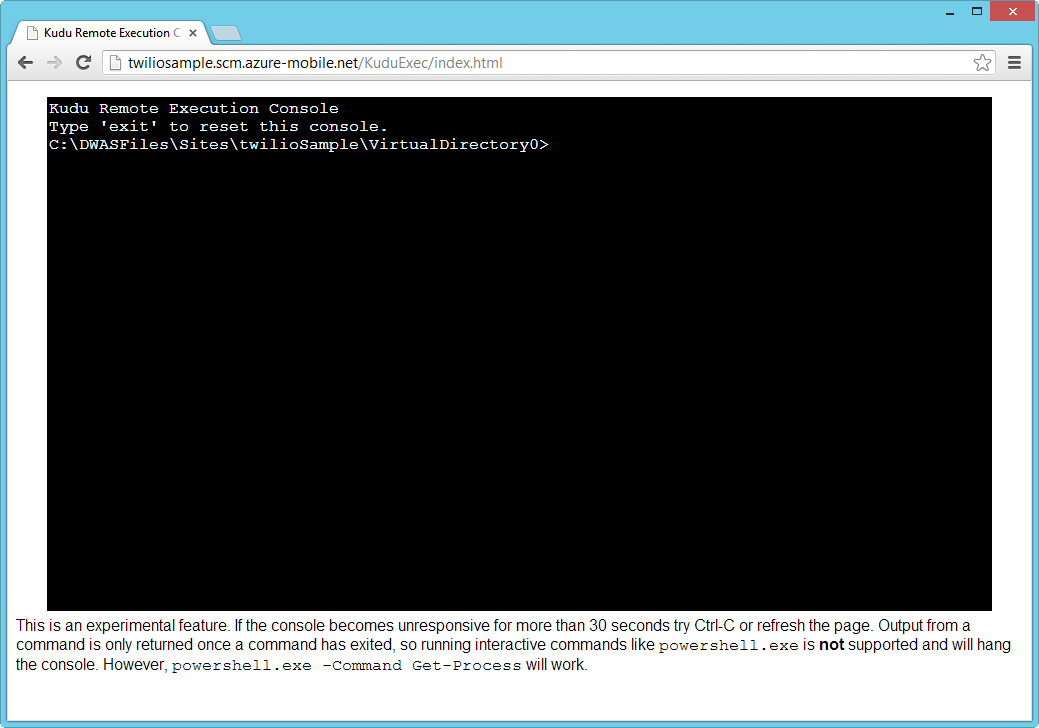 Kudu Remote Execution C
twiliosample.scm.azure-mobile.net/KuduExec/index.html
Kudu Remote Execution Console
Type 'exit' to reset this console.
C:\DWASFiles\Sites\twilioSample\VirtualDirectory0>
This is an experimental feature. If the console becomes unresponsive for more than 30 seconds try Ctrl-C or refresh the page. Output from a
command is only returned once a command has exited, so running interactive commands like powershell.exe is not supported and will hang
the console. However, powershell.exe -Command Get-Process will work.